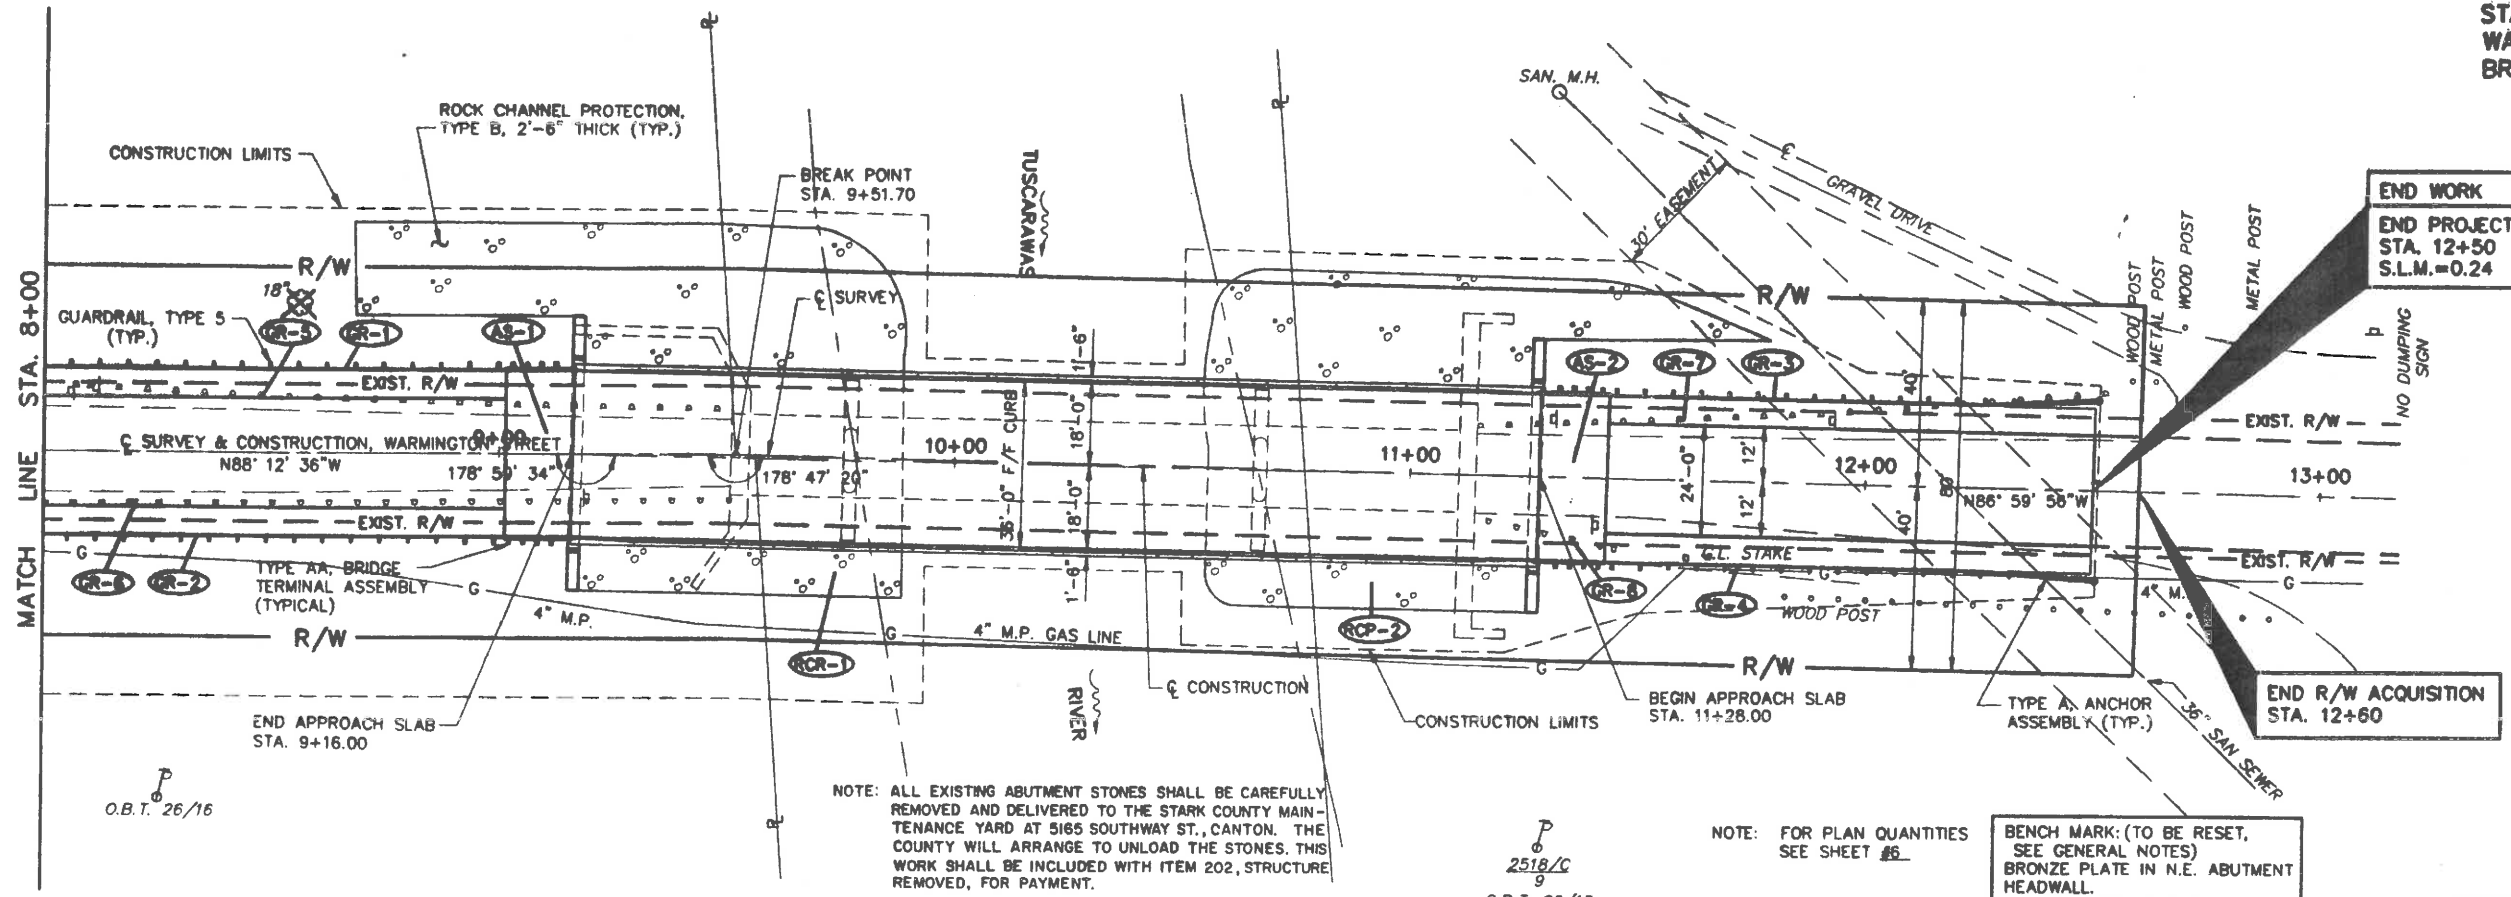 ST
WA
BR
SAN. M.H.
ROCK CHANNEL PROTECTION,
TYPE B, 2'-6" THICK (TYP.)
CONSTRUCTION LIMITS
BREAK POINT
STA. 9+51.70
TUSCARAWAS
30' EASEMENT
℄
GRAVEL DRIVE
END WORK
END PROJECT
STA. 12+50
S.L.M.=0.24
WOOD POST
METAL POST
WOOD POST
METAL POST
NO DUMPING
SIGN
R/W
R/W
18"
℄ SURVEY
GUARDRAIL, TYPE 5
(TYP.)
GR-5
GR-1
AS-1
AS-2
GR-7
GR-3
1'-6"
40'
EXIST. R/W
EXIST. R/W
MATCH LINE STA. 8+00
℄ SURVEY & CONSTRUCTTION, WARMINGTON STREET
N88° 12' 36"W
9+00
178° 50' 34"
178° 47' 20"
10+00
36'-0" F/F CURB
18'-0"
18'-0"
11+00
24'-0"
12'
12'
12+00
80'
N86° 59' 56"W
13+00
EXIST. R/W
EXIST. R/W
40'
G
TYPE AA, BRIDGE
TERMINAL ASSEMBLY
(TYPICAL)
GR-6
GR-2
G
4" M.P.
G
4" M.P. GAS LINE
RCR-1
1'-6"
RCP-2
GR-8
G.L. STAKE
GR-4
G
WOOD POST
G
4" M.
R/W
R/W
G
RIVER
℄ CONSTRUCTION
CONSTRUCTION LIMITS
BEGIN APPROACH SLAB
STA. 11+28.00
TYPE A, ANCHOR
ASSEMBLY (TYP.)
36" SAN SEWER
END R/W ACQUISITION
STA. 12+60
END APPROACH SLAB
STA. 9+16.00
O.B.T. 26/16
NOTE: ALL EXISTING ABUTMENT STONES SHALL BE CAREFULLY
REMOVED AND DELIVERED TO THE STARK COUNTY MAIN-
TENANCE YARD AT 5165 SOUTHWAY ST., CANTON. THE
COUNTY WILL ARRANGE TO UNLOAD THE STONES. THIS
WORK SHALL BE INCLUDED WITH ITEM 202, STRUCTURE
REMOVED, FOR PAYMENT.
2518/C
9
NOTE: FOR PLAN QUANTITIES
SEE SHEET #6
BENCH MARK: (TO BE RESET,
SEE GENERAL NOTES)
BRONZE PLATE IN N.E. ABUTMENT
HEADWALL.